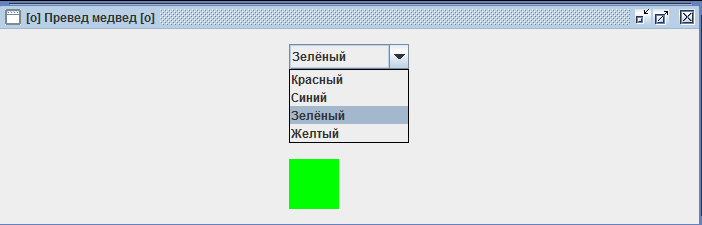 [o] Превед медвед [o]
Зелёный
Красный
Синий
Зелёный
Желтый